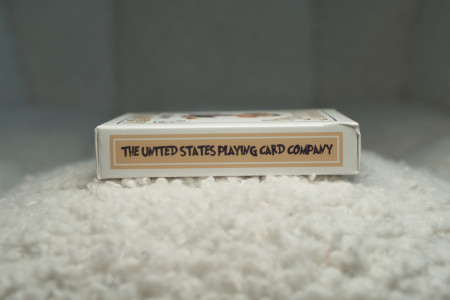 THE UNITED STATES PLAYING CARD COMPANY